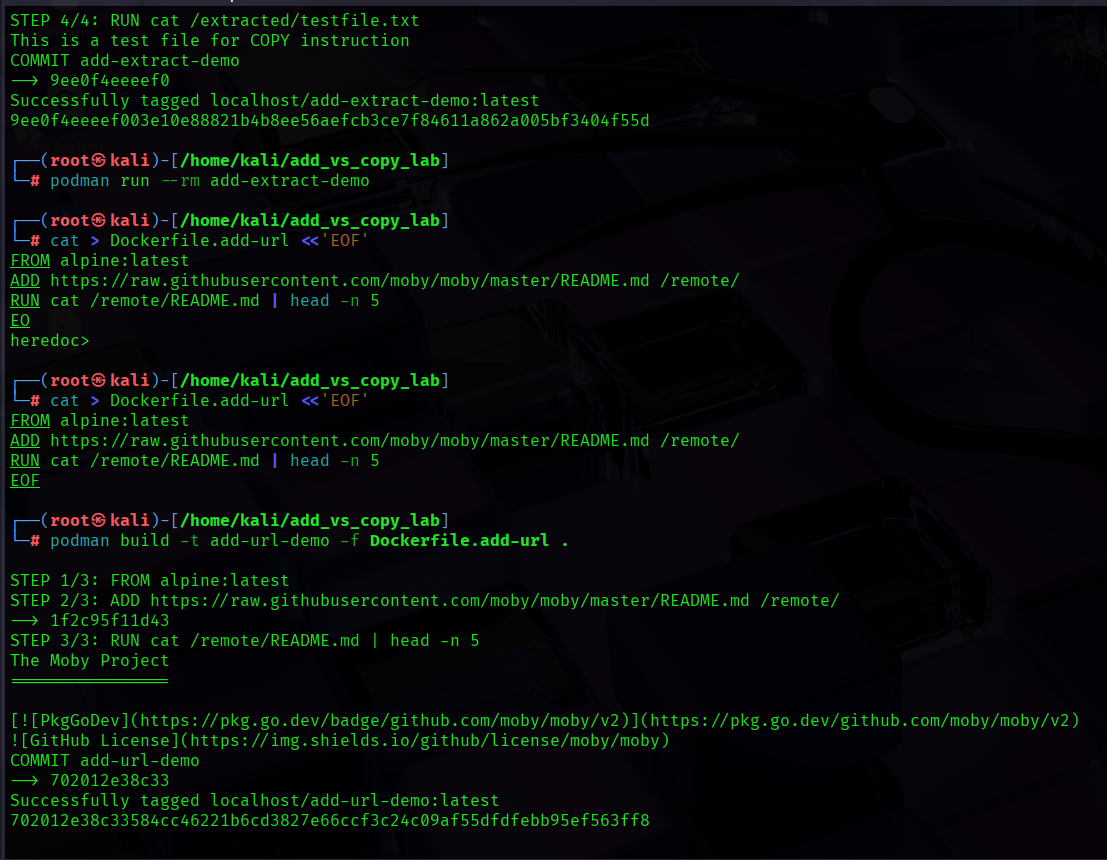 STEP 4/4: RUN cat /extracted/testfile.txt
This is a test file for COPY instruction
COMMIT add-extract-demo
--> 9ee0f4eeeef0
Successfully tagged localhost/add-extract-demo:latest
9ee0f4eeeef003e10e88821b4b8ee56aefcb3ce7f84611a862a005bf3404f55d
┌──(root㉿kali)-[/home/kali/add_vs_copy_lab]
└─# podman run --rm add-extract-demo
┌──(root㉿kali)-[/home/kali/add_vs_copy_lab]
└─# cat > Dockerfile.add-url <<'EOF'
FROM alpine:latest
ADD https://raw.githubusercontent.com/moby/moby/master/README.md /remote/
RUN cat /remote/README.md | head -n 5
EO
heredoc>
┌──(root㉿kali)-[/home/kali/add_vs_copy_lab]
└─# cat > Dockerfile.add-url <<'EOF'
FROM alpine:latest
ADD https://raw.githubusercontent.com/moby/moby/master/README.md /remote/
RUN cat /remote/README.md | head -n 5
EOF
┌──(root㉿kali)-[/home/kali/add_vs_copy_lab]
└─# podman build -t add-url-demo -f Dockerfile.add-url .
STEP 1/3: FROM alpine:latest
STEP 2/3: ADD https://raw.githubusercontent.com/moby/moby/master/README.md /remote/
--> 1f2c95f11d43
STEP 3/3: RUN cat /remote/README.md | head -n 5
The Moby Project
================
[![PkgGoDev](https://pkg.go.dev/badge/github.com/moby/moby/v2)](https://pkg.go.dev/github.com/moby/moby/v2)
![GitHub License](https://img.shields.io/github/license/moby/moby)
COMMIT add-url-demo
--> 702012e38c33
Successfully tagged localhost/add-url-demo:latest
702012e38c33584cc46221b6cd3827e66ccf3c24c09af55dfdfebb95ef563ff8